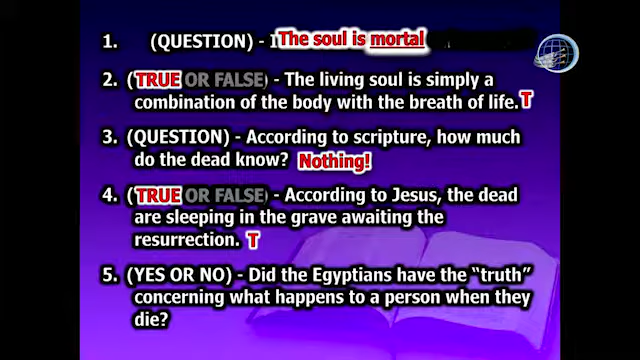 1. (QUESTION) - The soul is mortal
2. (TRUE OR FALSE) - The living soul is simply a
combination of the body with the breath of life. T
3. (QUESTION) - According to scripture, how much
do the dead know? Nothing!
4. (TRUE OR FALSE) - According to Jesus, the dead
are sleeping in the grave awaiting the
resurrection. T
5. (YES OR NO) - Did the Egyptians have the “truth”
concerning what happens to a person when they
die?